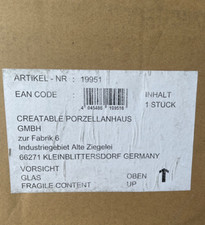 ARTIKEL - NR : 19951
EAN CODE : INHALT
1 STÜCK
CREATABLE PORZELLANHAUS
GMBH
zur Fabrik 6
Industriegebiet Alte Ziegelei
66271 KLEINBLITTERSDORF GERMANY
VORSICHT
GLAS OBEN
FRAGILE CONTENT UP